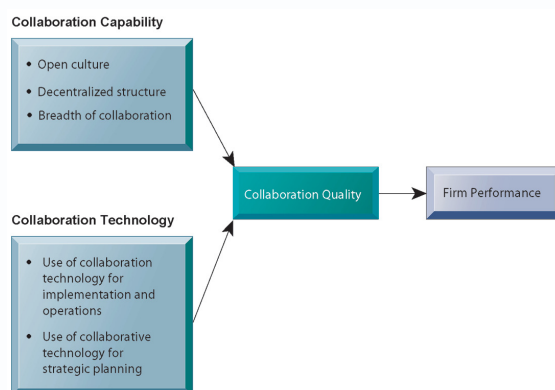 Collaboration Capability
• Open culture
• Decentralized structure
• Breadth of collaboration
Collaboration Quality
Firm Performance
Collaboration Technology
• Use of collaboration
technology for
implementation and
operations
• Use of collaborative
technology for
strategic planning